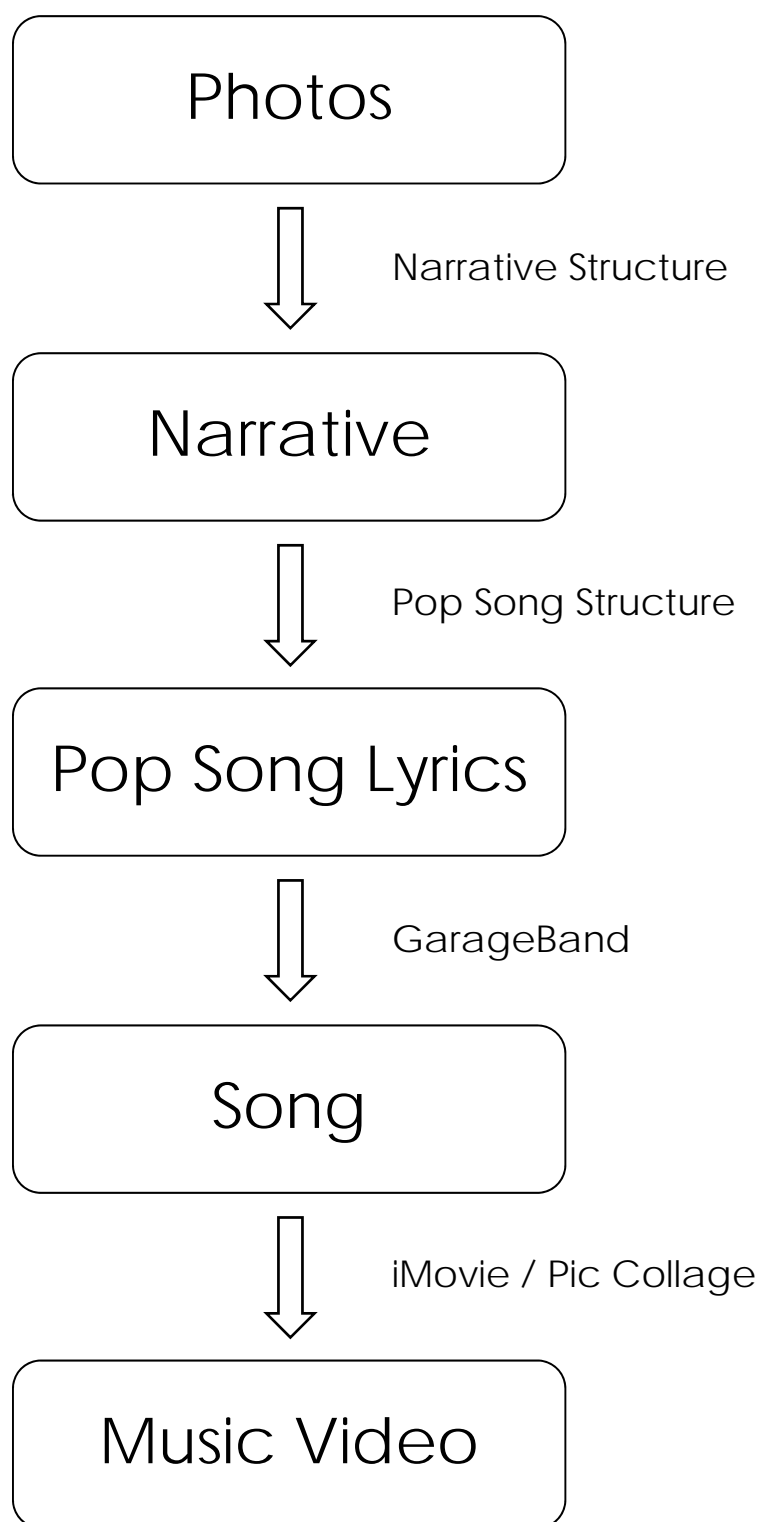 Photos
Narrative Structure
Narrative
Pop Song Structure
Pop Song Lyrics
GarageBand
Song
iMovie / Pic Collage
Music Video